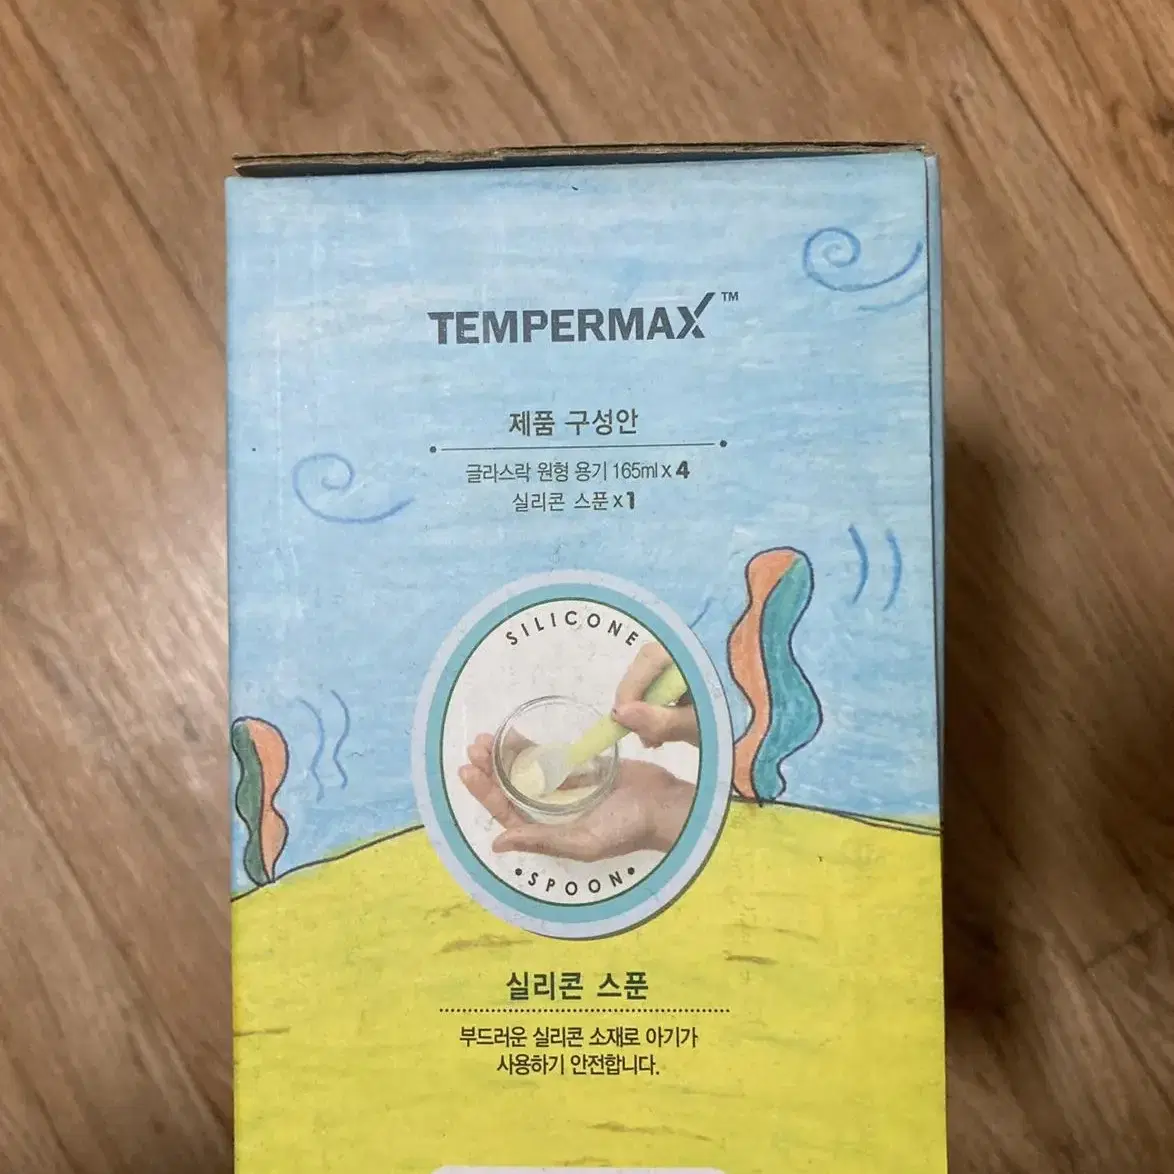 TEMPERMAX™
제품 구성안
글라스락 원형 용기 165ml x 4
실리콘 스푼 x 1
SILICONE
•SPOON•
실리콘 스푼
부드러운 실리콘 소재로 아기가
사용하기 안전합니다.